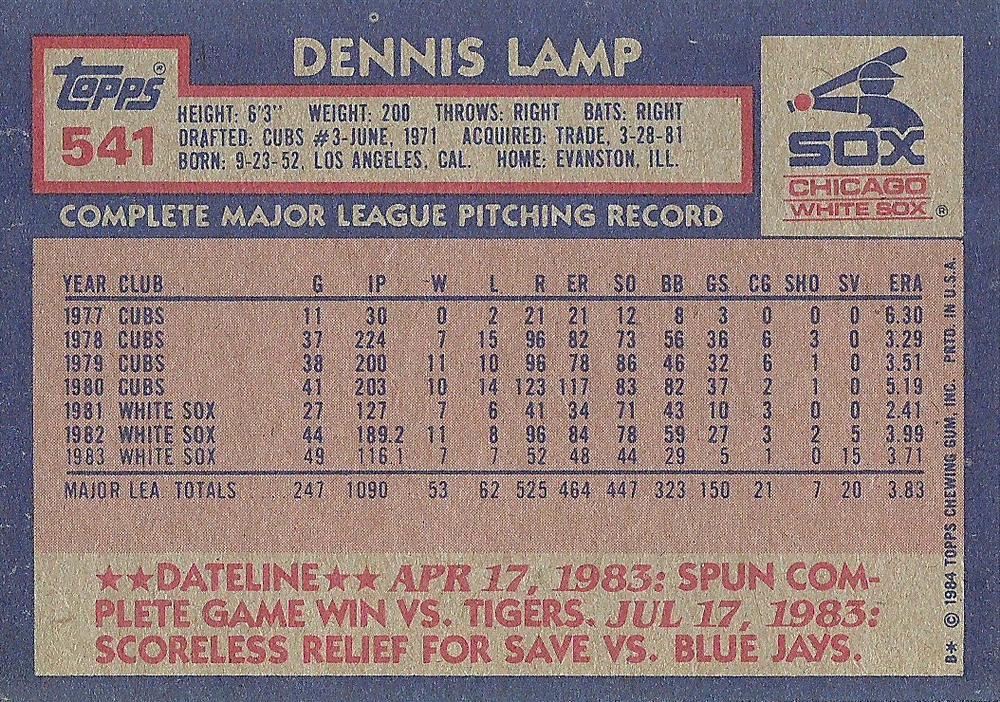 DENNIS LAMP
Topps®
541
HEIGHT: 6'3" WEIGHT: 200 THROWS: RIGHT BATS: RIGHT
DRAFTED: CUBS #3-JUNE, 1971 ACQUIRED: TRADE, 3-28-81
BORN: 9-23-52, LOS ANGELES, CAL. HOME: EVANSTON, ILL.
SOX
CHICAGO
WHITE SOX ®
COMPLETE MAJOR LEAGUE PITCHING RECORD
YEAR CLUB G IP W L R ER SO BB GS CG SHO SV ERA
1977 CUBS 11 30 0 2 21 21 12 8 3 0 0 0 6.30
1978 CUBS 37 224 7 15 96 82 73 56 36 6 3 0 3.29
1979 CUBS 38 200 11 10 96 78 86 46 32 6 1 0 3.51
1980 CUBS 41 203 10 14 123 117 83 82 37 2 1 0 5.19
1981 WHITE SOX 27 127 7 6 41 34 71 43 10 3 0 0 2.41
1982 WHITE SOX 44 189.2 11 8 96 84 78 59 27 3 2 5 3.99
1983 WHITE SOX 49 116.1 7 7 52 48 44 29 5 1 0 15 3.71
MAJOR LEA TOTALS 247 1090 53 62 525 464 447 323 150 21 7 20 3.83
★★DATELINE★★ APR 17, 1983: SPUN COM-
PLETE GAME WIN VS. TIGERS. JUL 17, 1983:
SCORELESS RELIEF FOR SAVE VS. BLUE JAYS.
B* © 1984 TOPPS CHEWING GUM, INC. PRTD. IN U.S.A.